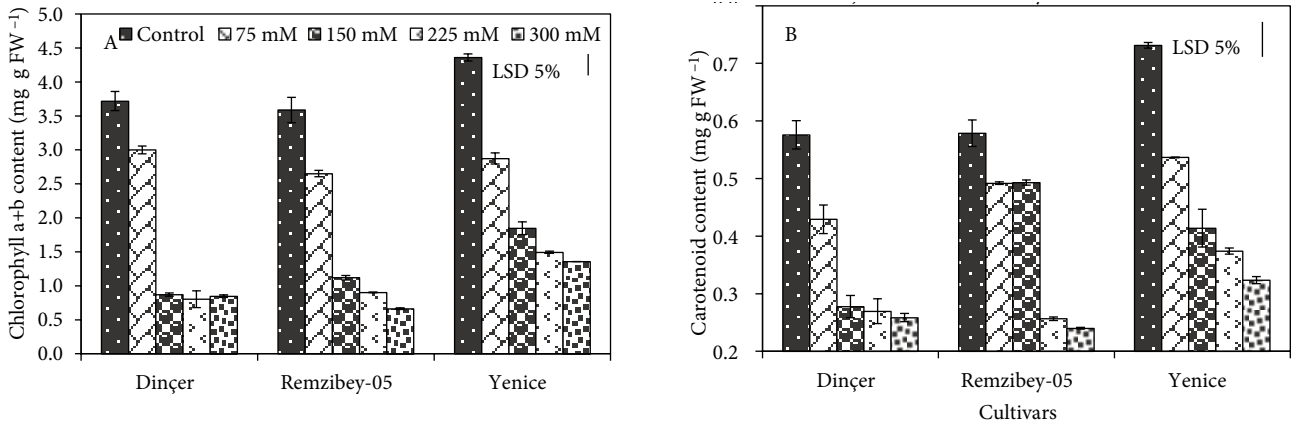 A
Control 75 mM 150 mM 225 mM 300 mM
LSD 5%
Chlorophyll a+b content (mg g FW⁻¹)
5.0
4.5
4.0
3.5
3.0
2.5
2.0
1.5
1.0
0.5
0.0
Dinçer Remzibey-05 Yenice
B
LSD 5%
Carotenoid content (mg g FW⁻¹)
0.7
0.6
0.5
0.4
0.3
0.2
Dinçer Remzibey-05 Yenice
Cultivars